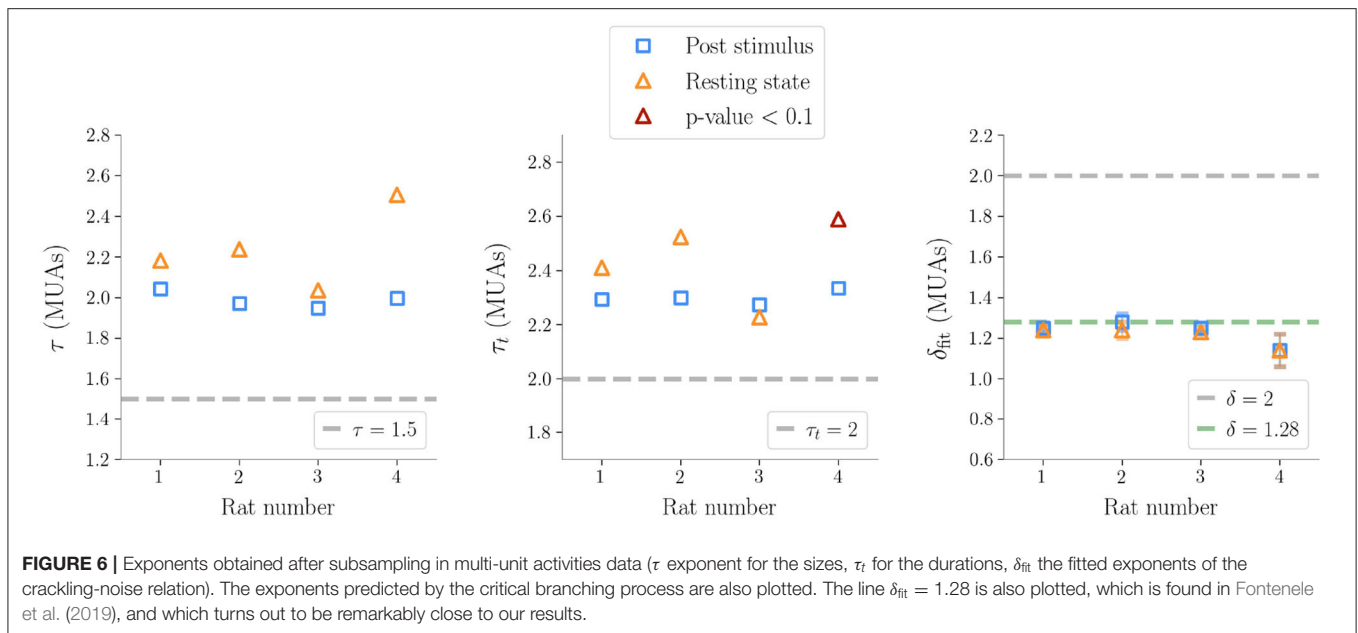 Post stimulus
Resting state
p-value < 0.1
2.8
2.6
2.4
2.2
2.0
1.8
1.6
1.4
1.2
τ (MUAs)
1 2 3 4
Rat number
τ = 1.5
2.8
2.6
2.4
2.2
2.0
1.8
τt (MUAs)
1 2 3 4
Rat number
τt = 2
2.2
2.0
1.8
1.6
1.4
1.2
1.0
0.8
0.6
δfit (MUAs)
1 2 3 4
Rat number
δ = 2
δ = 1.28
FIGURE 6 | Exponents obtained after subsampling in multi-unit activities data (τ exponent for the sizes, τt for the durations, δfit the fitted exponents of the
crackling-noise relation). The exponents predicted by the critical branching process are also plotted. The line δfit = 1.28 is also plotted, which is found in Fontenele
et al. (2019), and which turns out to be remarkably close to our results.